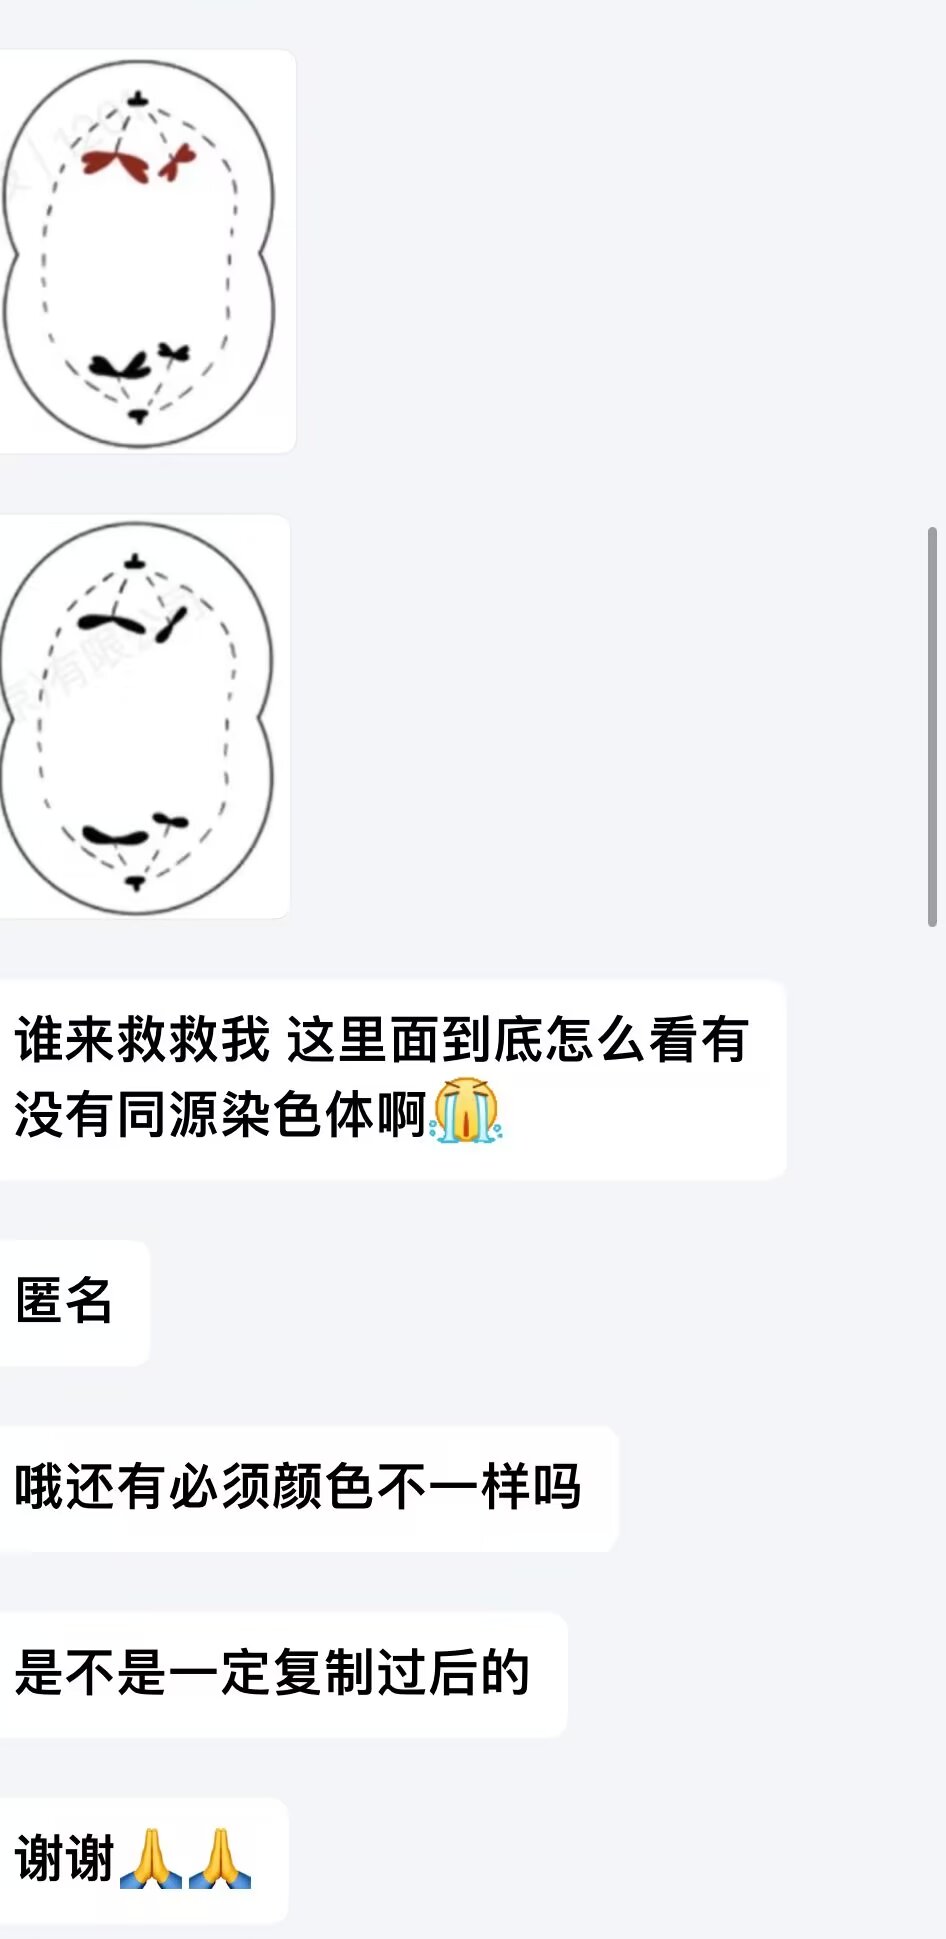 谁来救救我 这里面到底怎么看有
没有同源染色体啊😭
匿名
哦还有必须颜色不一样吗
是不是一定复制过后的
谢谢🙏🙏